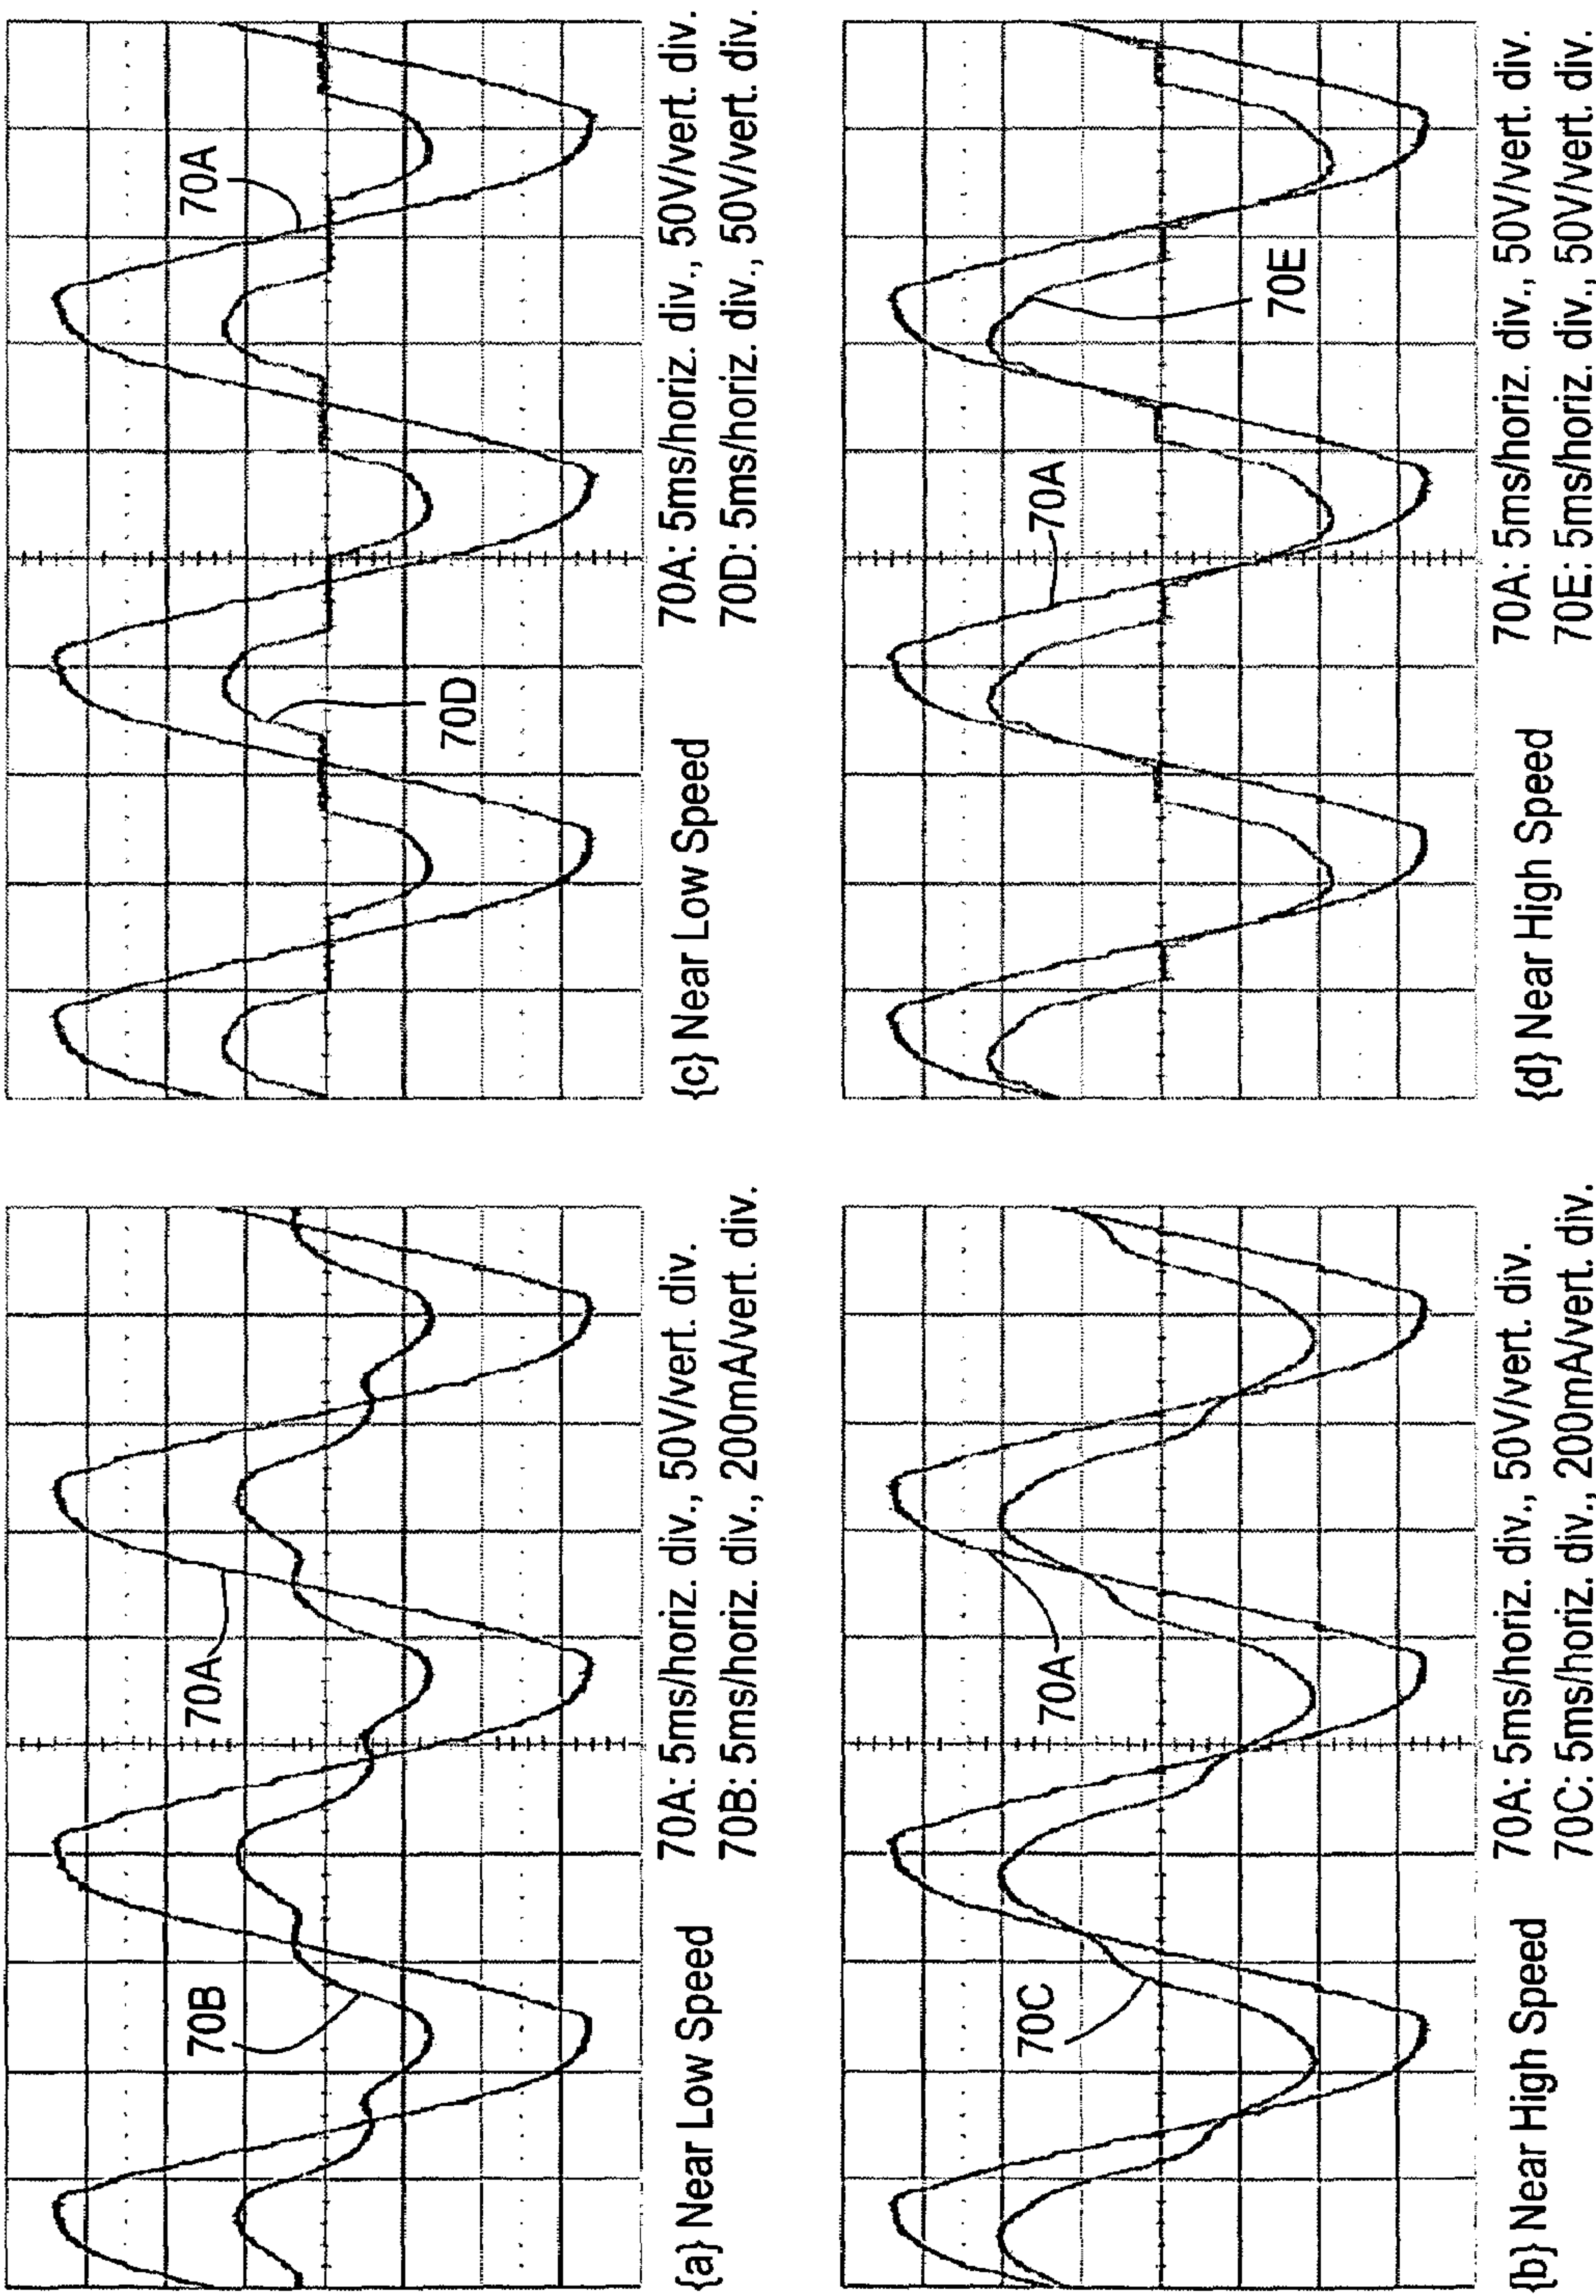 70A
70B
{a} Near Low Speed
70A: 5ms/horiz. div., 50V/vert. div.
70B: 5ms/horiz. div., 200mA/vert. div.
70A
70C
{b} Near High Speed
70A: 5ms/horiz. div., 50V/vert. div.
70C: 5ms/horiz. div., 200mA/vert. div.
70A
70D
{c} Near Low Speed
70A: 5ms/horiz. div., 50V/vert. div.
70D: 5ms/horiz. div., 50V/vert. div.
70A
70E
{d} Near High Speed
70A: 5ms/horiz. div., 50V/vert. div.
70E: 5ms/horiz. div., 50V/vert. div.